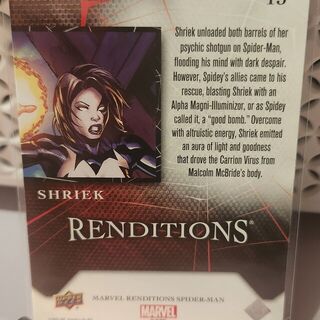 Shriek unloaded both barrels of her
psychic shotgun on Spider-Man,
flooding his mind with dark despair.
However, Spidey's allies came to his
rescue, blasting Shriek with an
Alpha Magni-Illuminizor, or as Spidey
called it, a "good bomb." Overcome
with altruistic energy, Shriek emitted
an aura of light and goodness
that drove the Carrion Virus from
Malcolm McBride's body.
SHRIEK
RENDITIONS®
UPPER DECK
MARVEL RENDITIONS SPIDER-MAN
MARVEL